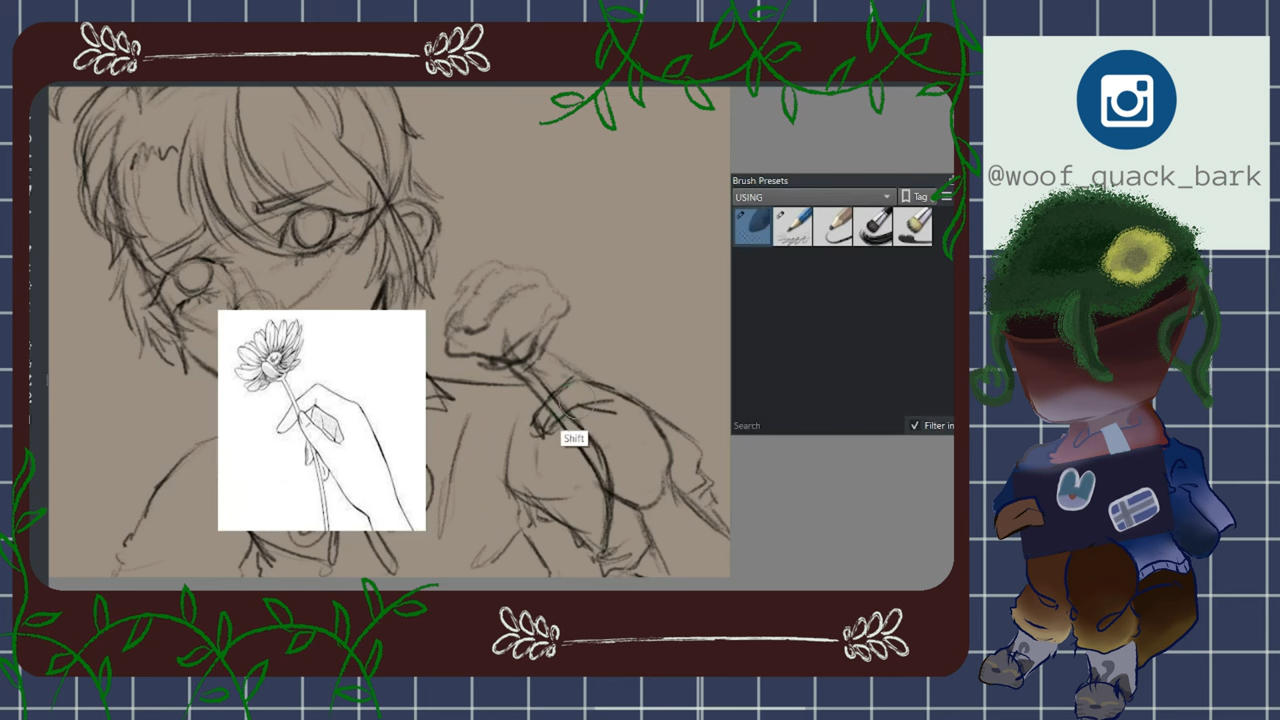 @woof_quack_bark
Brush Presets
USING
Tag
Search
Filter in
Shift